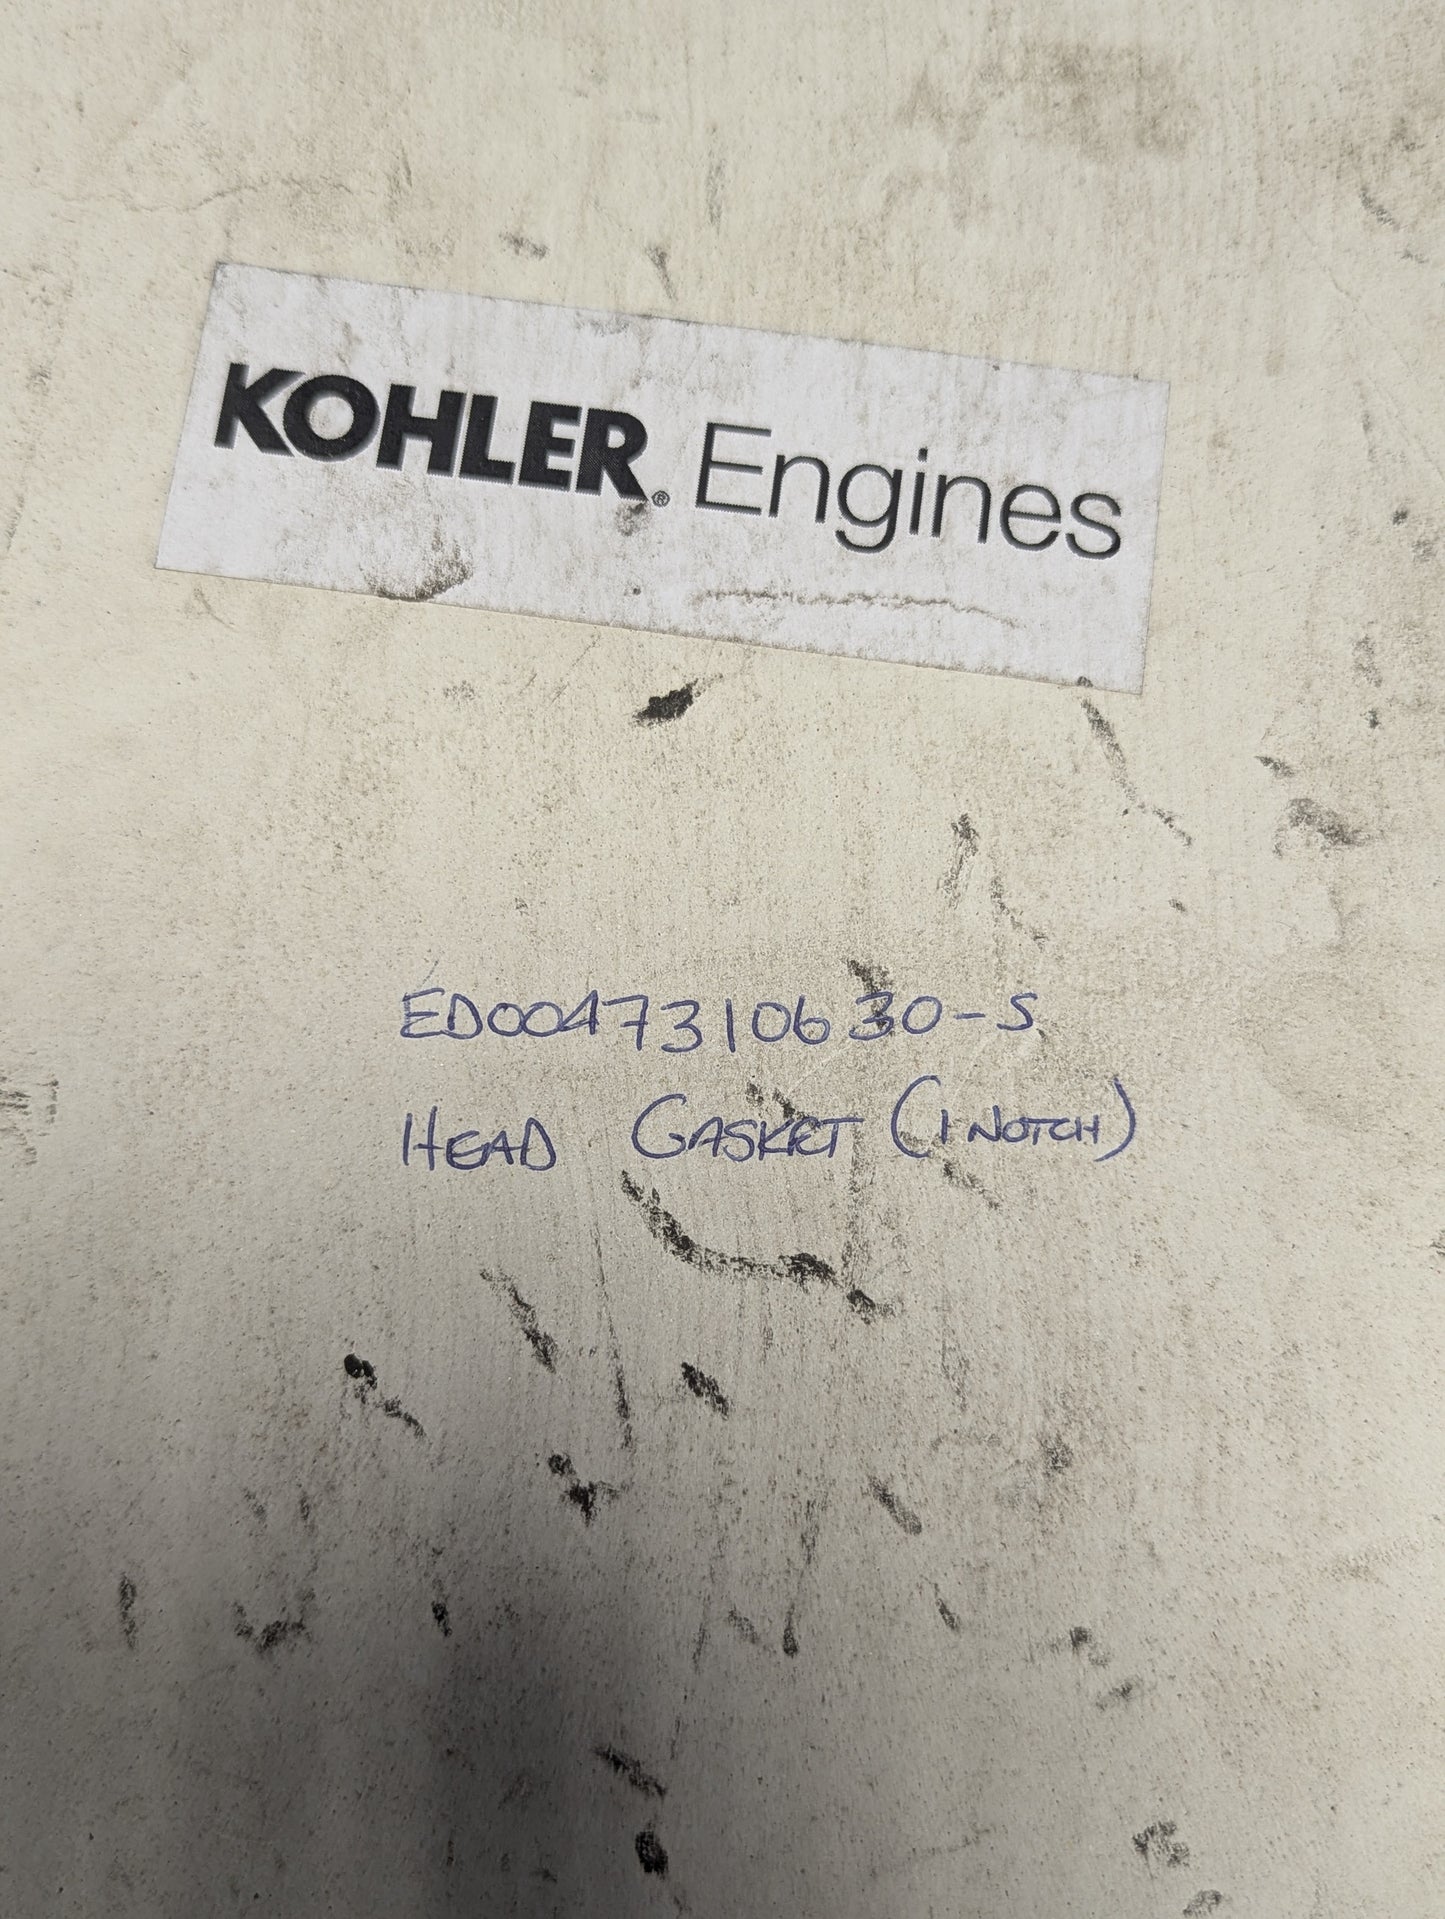 KOHLER® Engines
ED0047310630-S
HEAD GASKET (1 NOTCH)